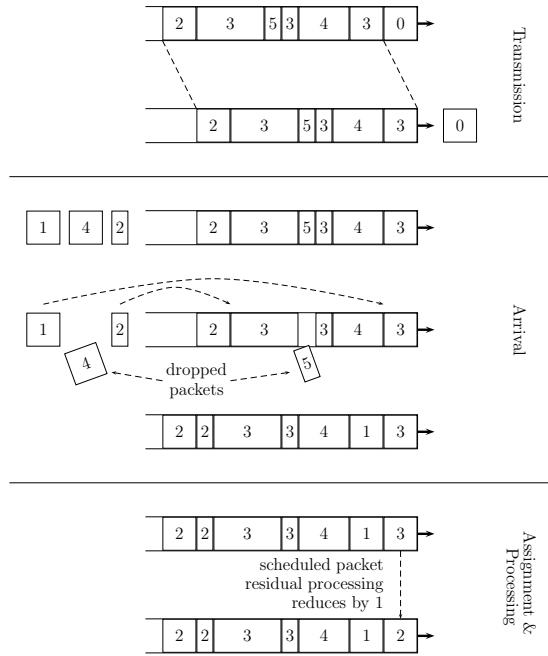 2 3 5 3 4 3 0
Transmission
2 3 5 3 4 3 0
1 4 2 2 3 5 3 4 3
Arrival
1 2 2 3 3 4 3
4 5
dropped
packets
2 2 3 3 4 1 3
2 2 3 3 4 1 3
Assignment &
Processing
scheduled packet
residual processing
reduces by 1
2 2 3 3 4 1 2